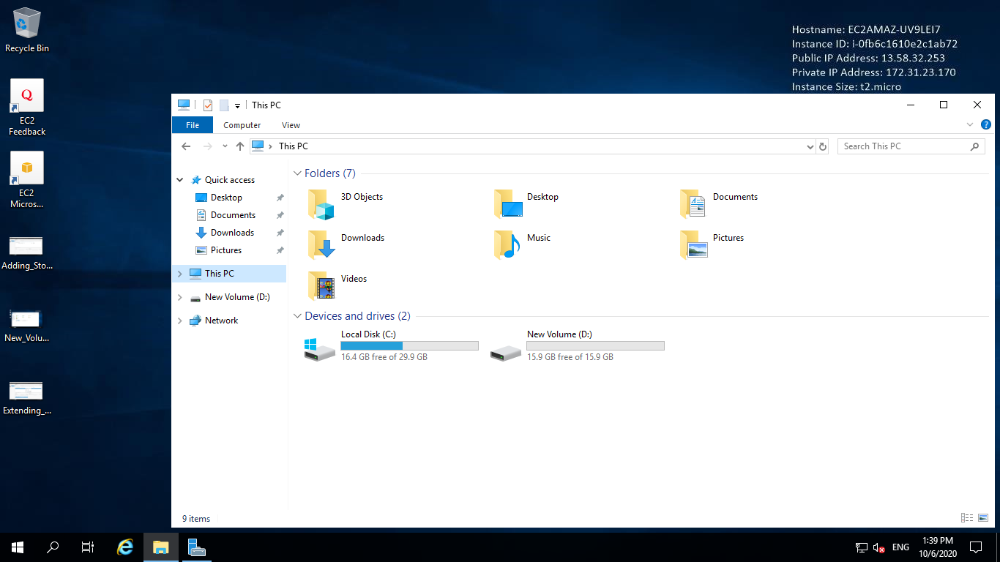 Recycle Bin
EC2
Feedback
EC2
Micros...
Adding_Sto...
New_Volu...
Extending_...
Hostname: EC2AMAZ-UV9LEI7
Instance ID: i-0fb6c1610e2c1ab72
Public IP Address: 13.58.32.253
Private IP Address: 172.31.23.170
Instance Size: t2.micro
This PC
File Computer View
This PC
Search This PC
Quick access
Desktop
Documents
Downloads
Pictures
This PC
New Volume (D:)
Network
Folders (7)
3D Objects
Desktop
Documents
Downloads
Music
Pictures
Videos
Devices and drives (2)
Local Disk (C:)
16.4 GB free of 29.9 GB
New Volume (D:)
15.9 GB free of 15.9 GB
9 items
ENG
1:39 PM
10/6/2020